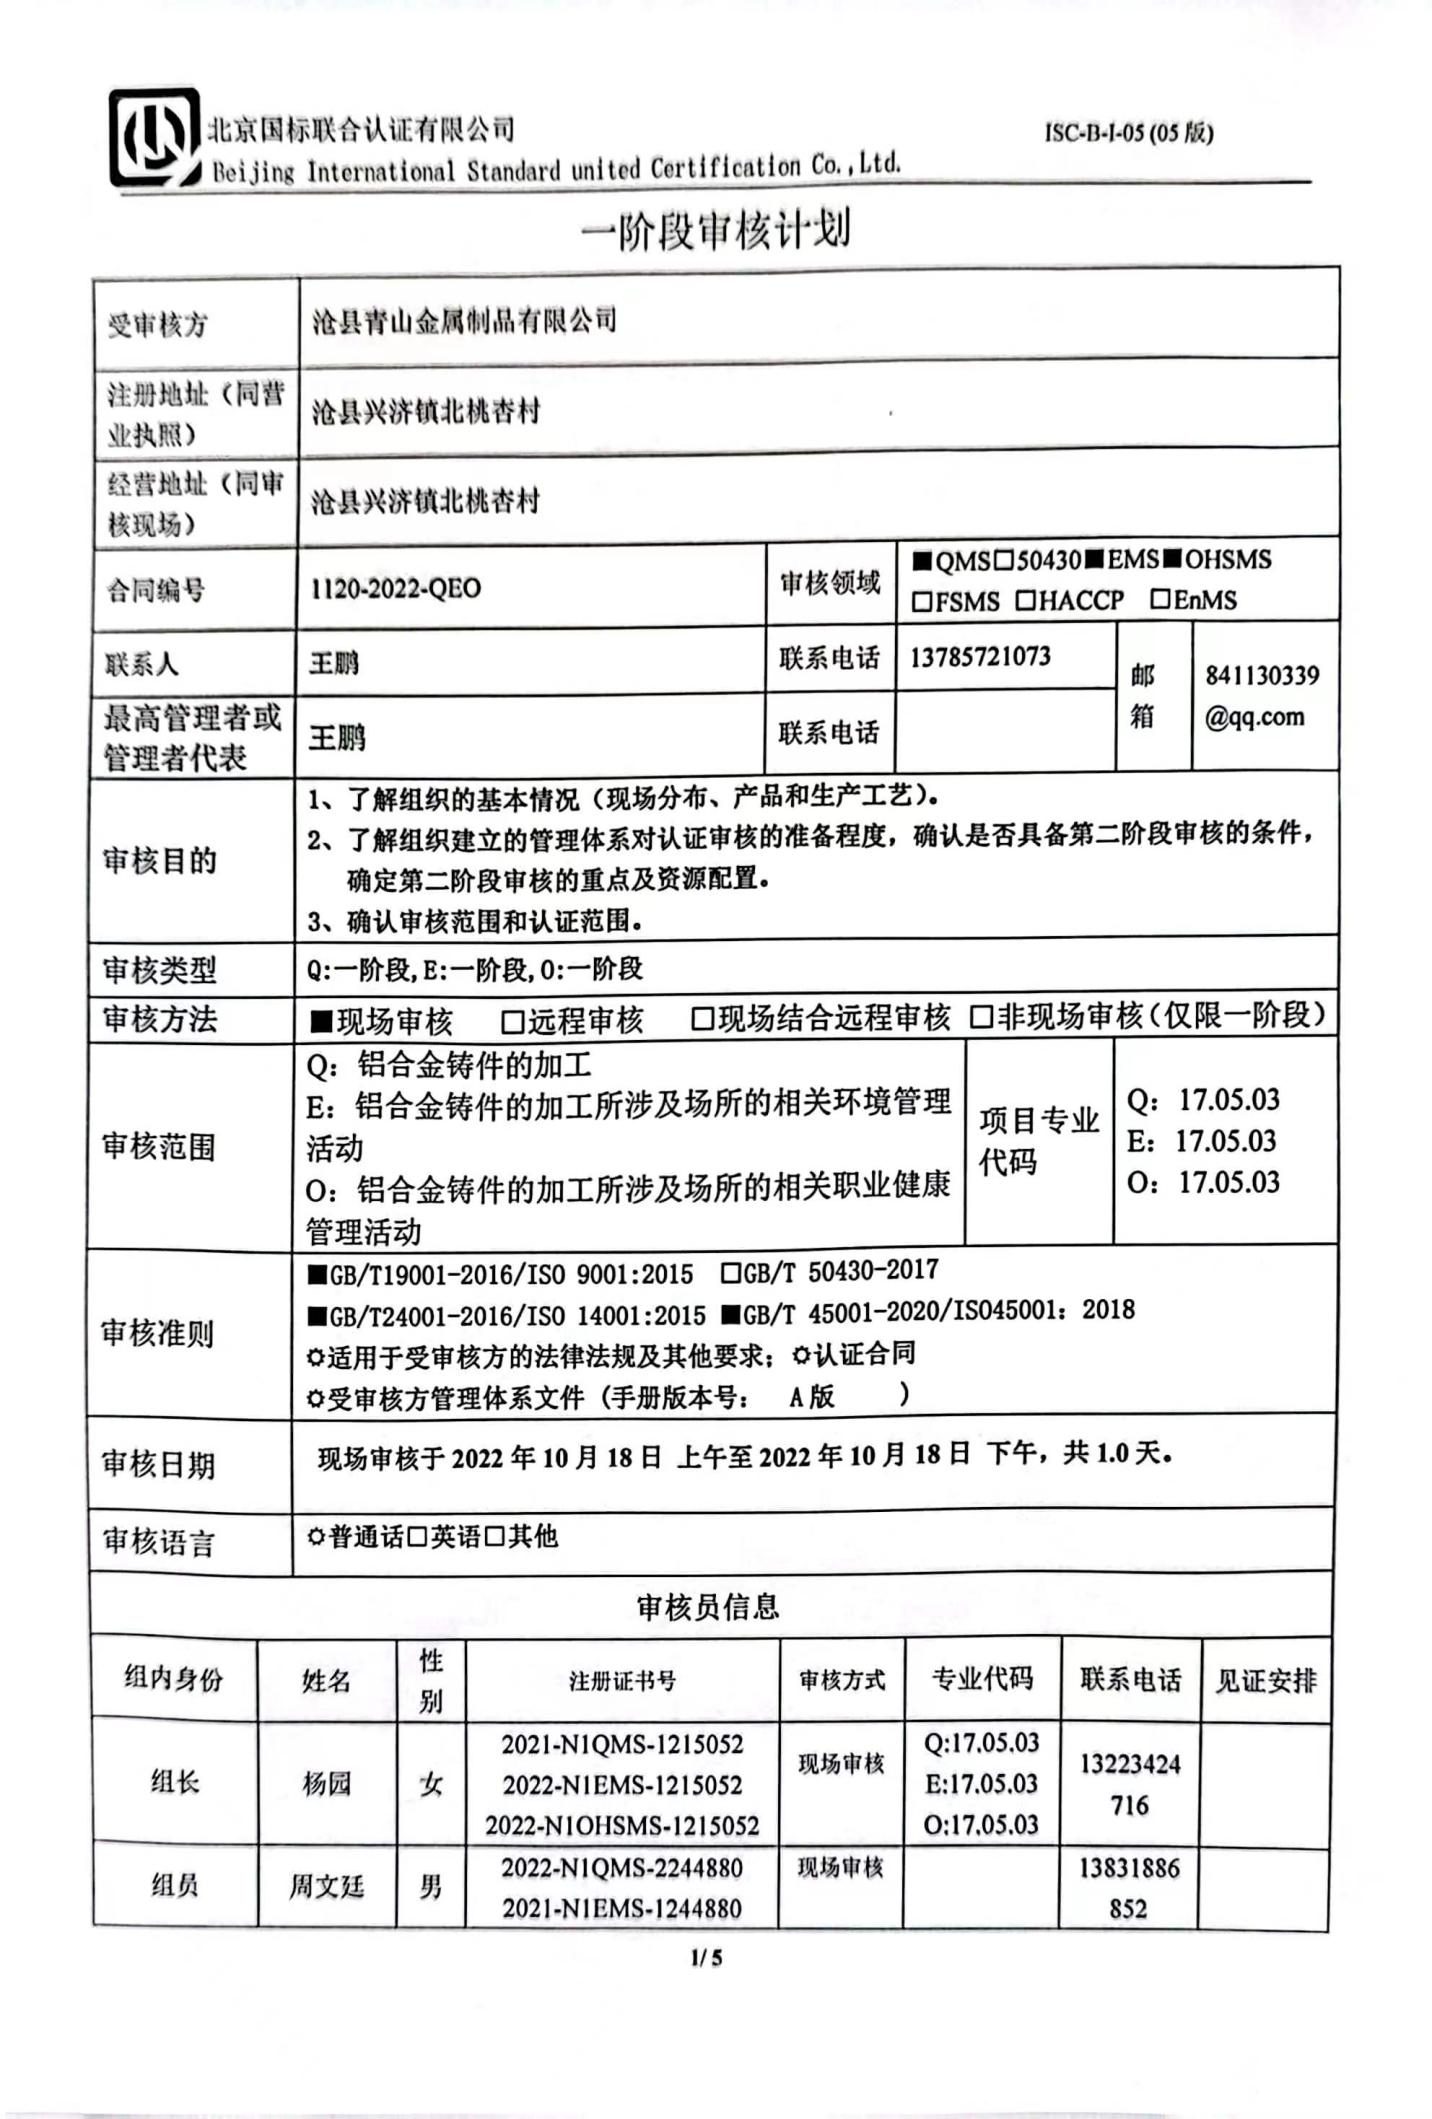 北京国标联合认证有限公司
ISC-B-I-05 (05 版)
Beijing International Standard united Certification Co.,Ltd.
一阶段审核计划
受审核方
沧县青山金属制品有限公司
注册地址（同营
业执照）
沧县兴济镇北桃杏村
经营地址（同审
核现场）
沧县兴济镇北桃杏村
合同编号
1120-2022-QEO
审核领域
■QMS□50430■EMS■OHSMS
□FSMS □HACCP □EnMS
联系人
王鹏
联系电话
13785721073
邮
箱
841130339
@qq.com
最高管理者或
管理者代表
王鹏
联系电话
审核目的
1、了解组织的基本情况（现场分布、产品和生产工艺）。
2、了解组织建立的管理体系对认证审核的准备程度，确认是否具备第二阶段审核的条件，
确定第二阶段审核的重点及资源配置。
3、确认审核范围和认证范围。
审核类型
Q:一阶段,E:一阶段,O:一阶段
审核方法
■现场审核 □远程审核 □现场结合远程审核 □非现场审核（仅限一阶段）
审核范围
Q：铝合金铸件的加工
E：铝合金铸件的加工所涉及场所的相关环境管理
活动
O：铝合金铸件的加工所涉及场所的相关职业健康
管理活动
项目专业
代码
Q：17.05.03
E：17.05.03
O：17.05.03
审核准则
■GB/T19001-2016/ISO 9001:2015 □GB/T 50430-2017
■GB/T24001-2016/ISO 14001:2015 ■GB/T 45001-2020/ISO45001：2018
✩适用于受审核方的法律法规及其他要求；✩认证合同
✩受审核方管理体系文件（手册版本号： A 版 ）
审核日期
现场审核于 2022 年 10 月 18 日 上午至 2022 年 10 月 18 日 下午，共 1.0 天。
审核语言
✩普通话□英语□其他
审核员信息
组内身份
姓名
性
别
注册证书号
审核方式
专业代码
联系电话
见证安排
组长
杨园
女
2021-N1QMS-1215052
2022-N1EMS-1215052
2022-N1OHSMS-1215052
现场审核
Q:17.05.03
E:17.05.03
O:17.05.03
13223424
716
组员
周文廷
男
2022-N1QMS-2244880
2021-N1EMS-1244880
现场审核
13831886
852
1/ 5